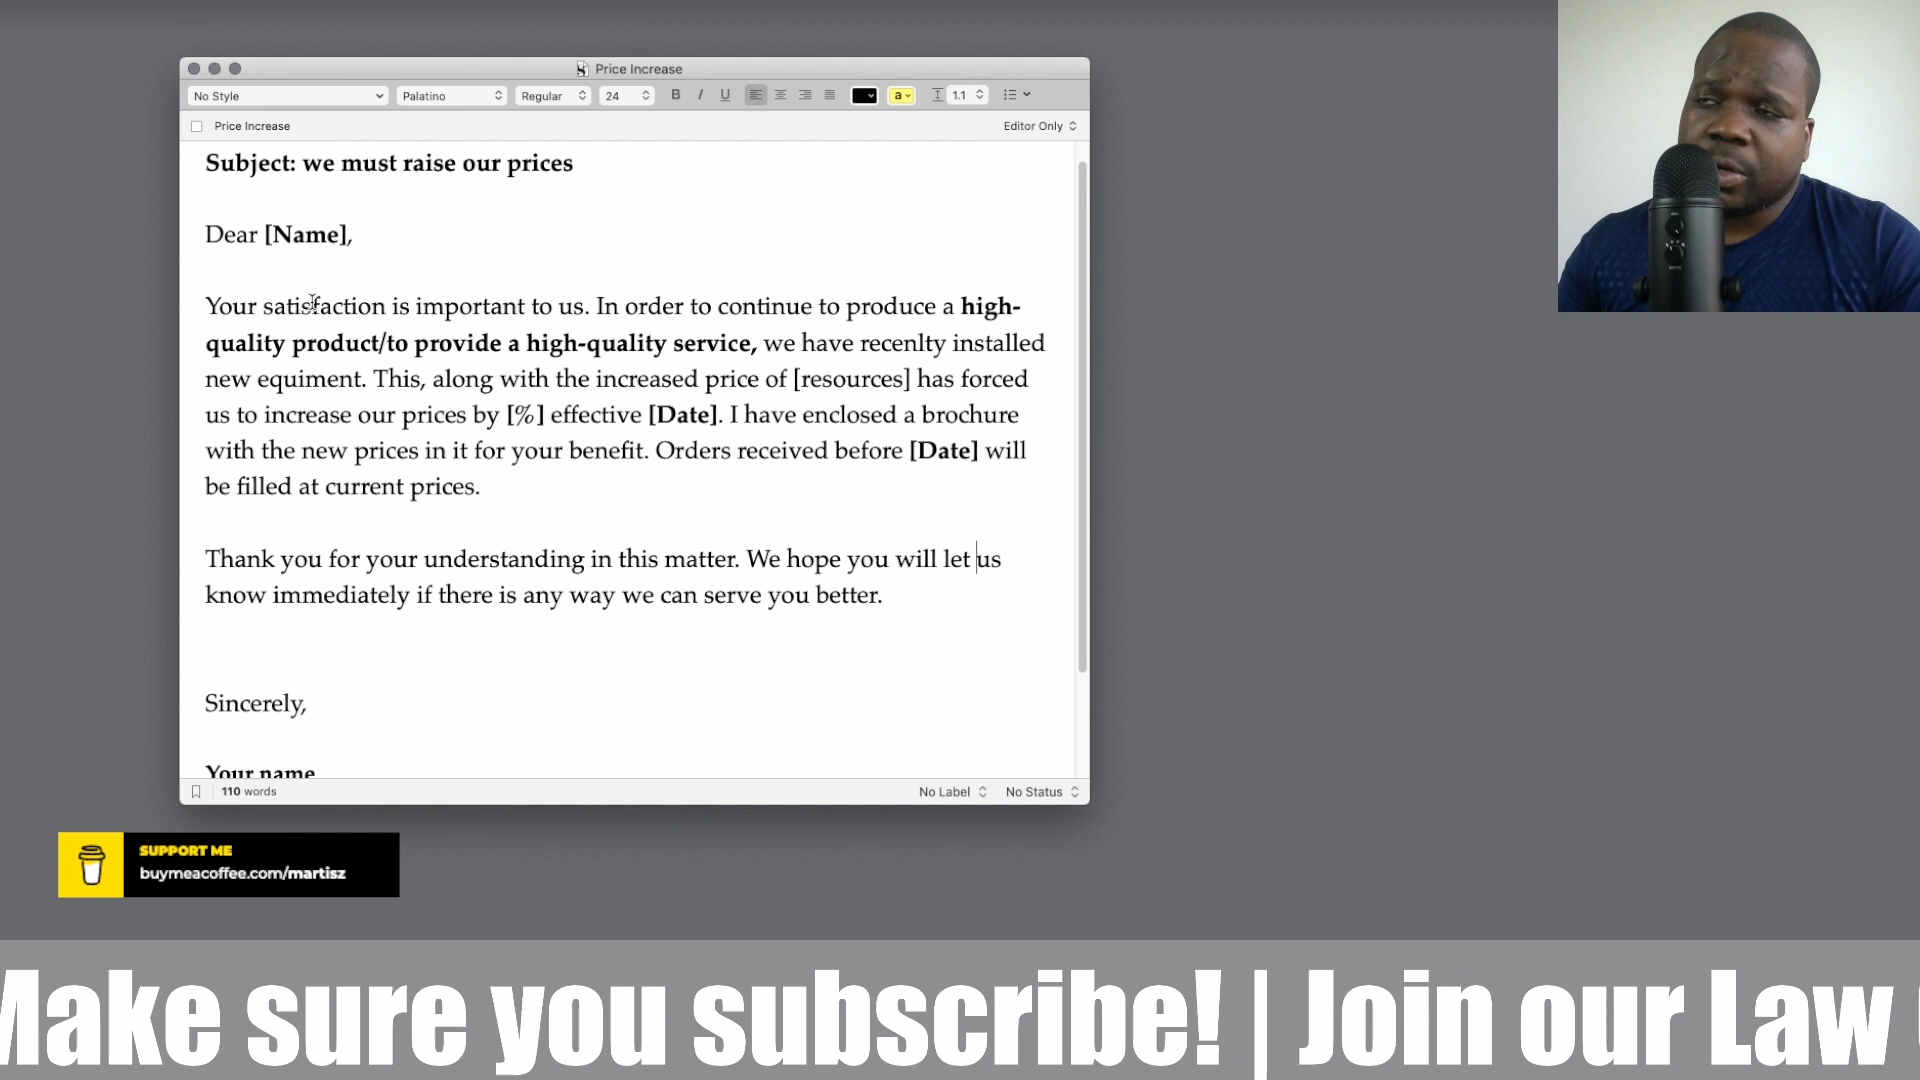 Price Increase
No Style Palatino Regular 24 B I U a 1.1
Price Increase Editor Only
Subject: we must raise our prices
Dear [Name],
Your satisfaction is important to us. In order to continue to produce a high-
quality product/to provide a high-quality service, we have recenlty installed
new equiment. This, along with the increased price of [resources] has forced
us to increase our prices by [%] effective [Date]. I have enclosed a brochure
with the new prices in it for your benefit. Orders received before [Date] will
be filled at current prices.
Thank you for your understanding in this matter. We hope you will let us
know immediately if there is any way we can serve you better.
Sincerely,
Your name
110 words No Label No Status
SUPPORT ME
buymeacoffee.com/martisz
Make sure you subscribe! | Join our Law